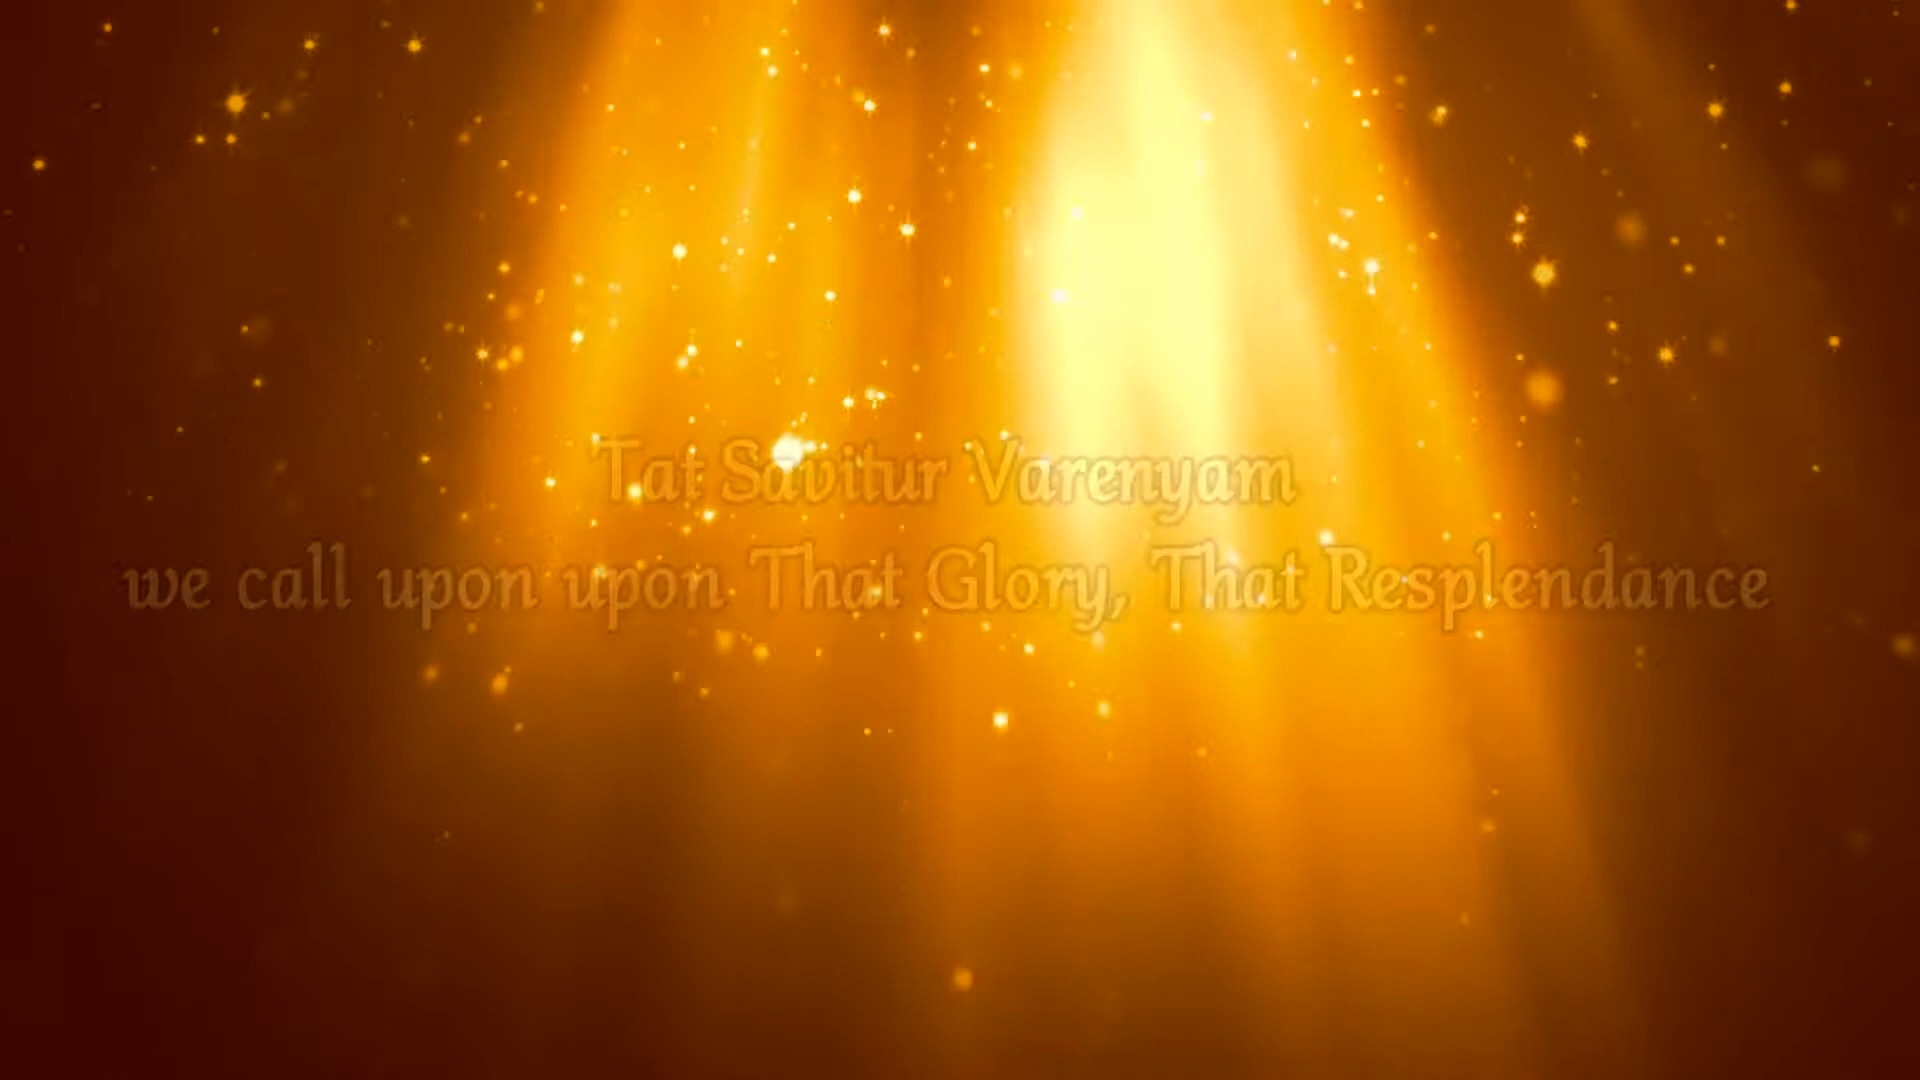 Tat Savitur Varenyam
we call upon upon That Glory, That Resplendance